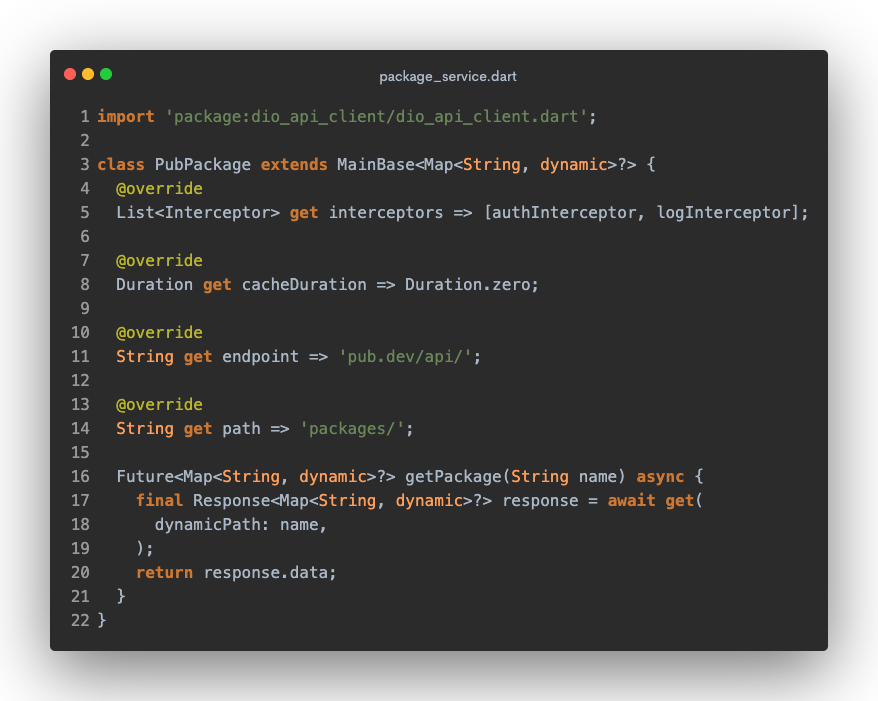 package_service.dart
1 import 'package:dio_api_client/dio_api_client.dart';
2
3 class PubPackage extends MainBase<Map<String, dynamic>?> {
4   @override
5   List<Interceptor> get interceptors => [authInterceptor, logInterceptor];
6
7   @override
8   Duration get cacheDuration => Duration.zero;
9
10   @override
11   String get endpoint => 'pub.dev/api/';
12
13   @override
14   String get path => 'packages/';
15
16   Future<Map<String, dynamic>?> getPackage(String name) async {
17     final Response<Map<String, dynamic>?> response = await get(
18       dynamicPath: name,
19     );
20     return response.data;
21   }
22 }